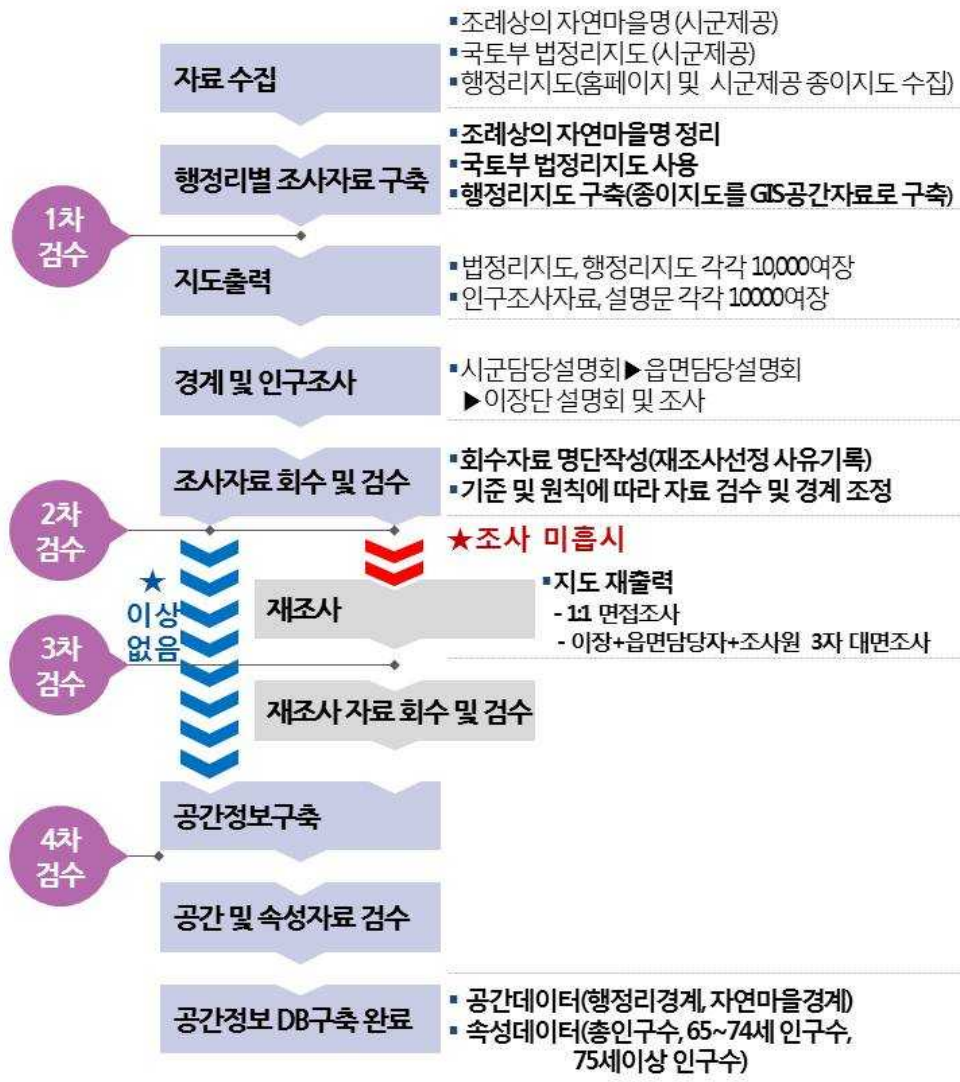 자료 수집
▪조례상의 자연마을명 (시군제공)
▪국토부 법정리지도 (시군제공)
▪행정리지도(홈페이지 및 시군제공 종이지도 수집)
행정리별 조사자료 구축
▪조례상의 자연마을명 정리
▪국토부 법정리지도 사용
▪행정리지도 구축(종이지도를 GIS공간자료로 구축)
1차
검수
지도출력
▪법정리지도, 행정리지도 각각 10,000여장
▪인구조사자료, 설명문 각각 10000여장
경계 및 인구조사
▪시군담당설명회▶읍면담당설명회
▶이장단 설명회 및 조사
조사자료 회수 및 검수
▪회수자료 명단작성(재조사선정 사유기록)
▪기준 및 원칙에 따라 자료 검수 및 경계 조정
2차
검수
★조사 미흡시
★
이상
없음
재조사
▪지도 재출력
- 1:1 면접조사
- 이장+읍면담당자+조사원 3자 대면조사
3차
검수
재조사 자료 회수 및 검수
공간정보구축
4차
검수
공간 및 속성자료 검수
공간정보 DB구축 완료
▪ 공간데이터(행정리경계, 자연마을경계)
▪ 속성데이터(총인구수, 65~74세 인구수,
75세이상 인구수)